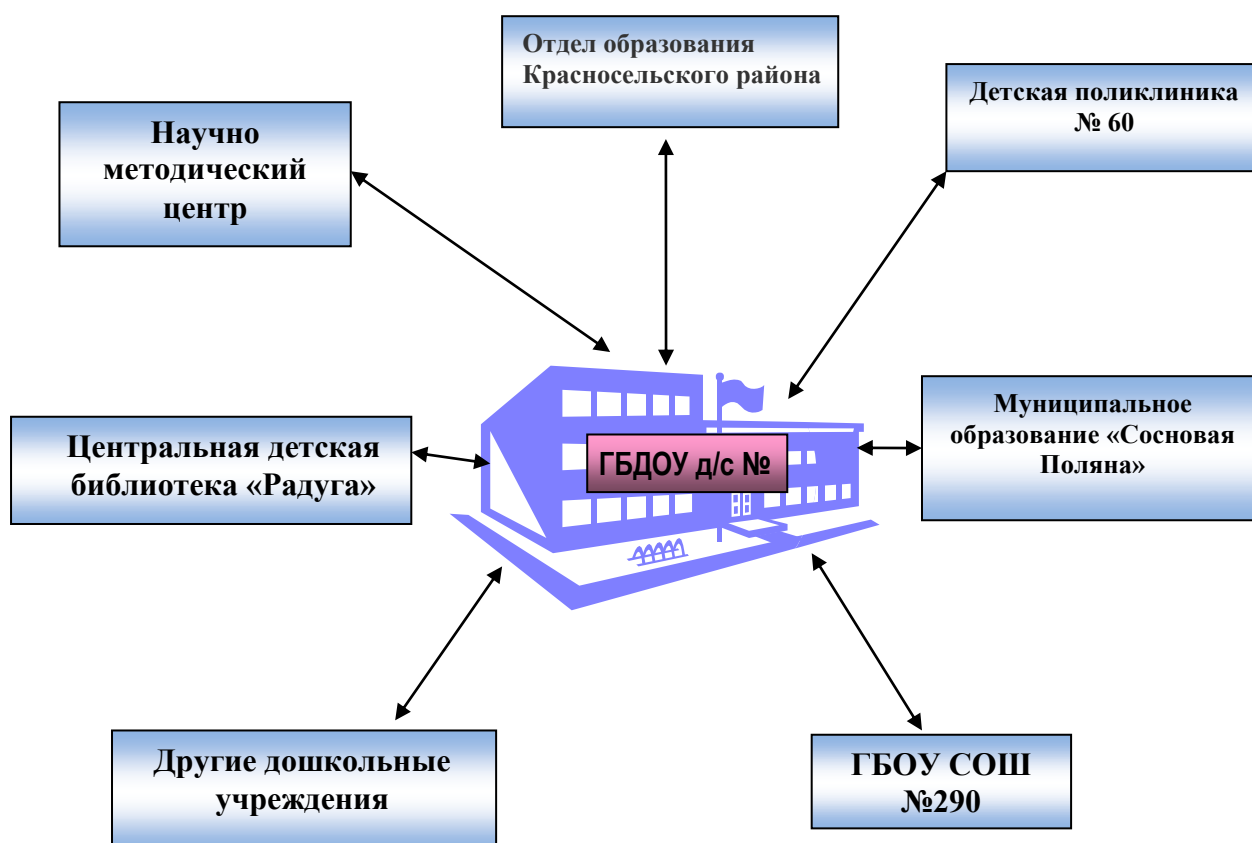 Отдел образования
Красносельского района
Детская поликлиника
№ 60
Научно
методический
центр
Муниципальное
образование «Сосновая
Поляна»
Центральная детская
библиотека «Радуга»
ГБДОУ д/с №
Другие дошкольные
учреждения
ГБОУ СОШ
№290